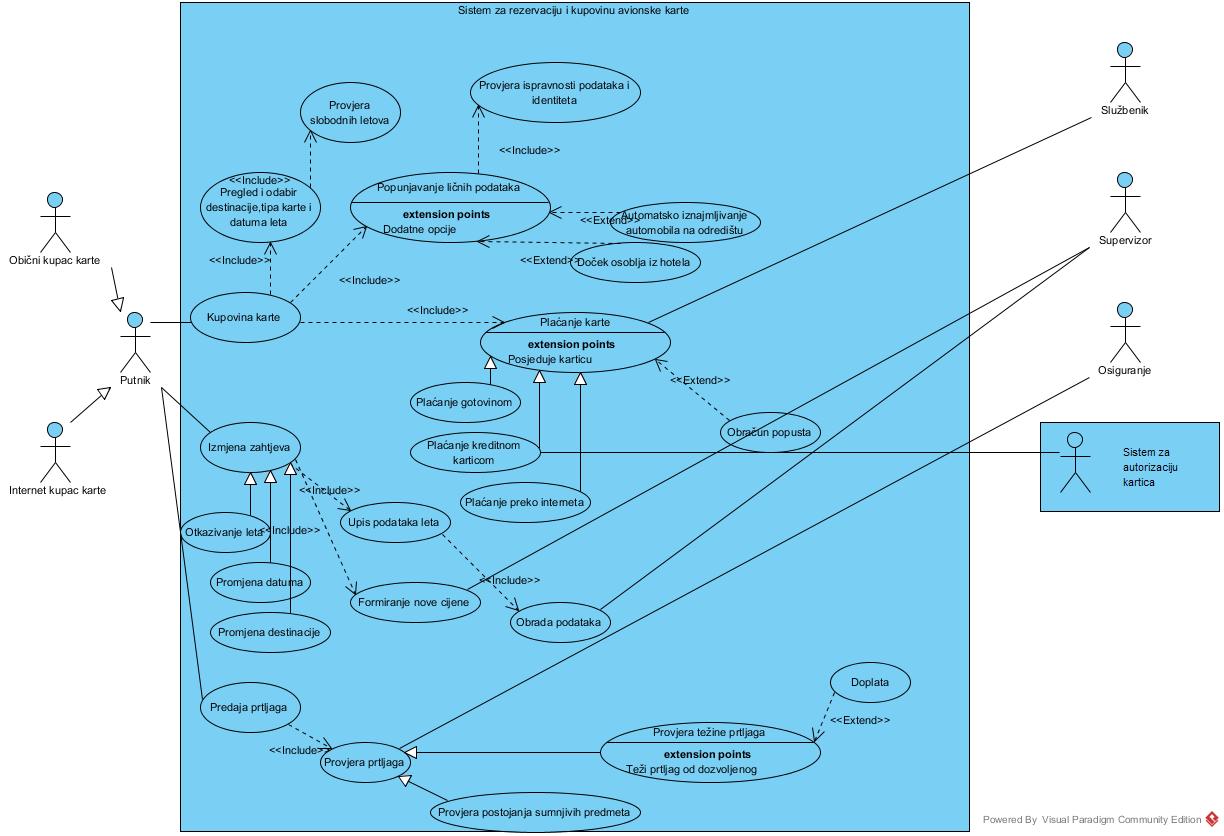 Sistem za rezervaciju i kupovinu avionske karte
Službenik
Provjera ispravnosti podataka i
identiteta
Provjera
slobodnih letova
<<Include>>
<<Include>>
Pregled i odabir
destinacije,tipa karte i
datuma leta
Popunjavanje ličnih podataka
extension points
Dodatne opcije
<<Extend>>
Automatsko iznajmljivanje
automobila na odredištu
Supervizor
Obični kupac karte
<<Include>>
<<Extend>>
Doček osoblja iz hotela
<<Include>>
Kupovina karte
<<Include>>
Plaćanje karte
extension points
Posjeduje karticu
Putnik
Osiguranje
<<Extend>>
Plaćanje gotovinom
Obračun popusta
Izmjena zahtjeva
Plaćanje kreditnom
karticom
Sistem za
autorizaciju
kartica
Internet kupac karte
<<Include>>
Plaćanje preko interneta
Otkazivanje leta
<<Include>>
Upis podataka leta
Promjena datuma
<<Include>>
Formiranje nove cijene
Obrada podataka
Promjena destinacije
Doplata
Predaja prtljaga
<<Extend>>
<<Include>>
Provjera prtljaga
Provjera težine prtljaga
extension points
Teži prtljag od dozvoljenog
Provjera postojanja sumnjivih predmeta
Powered By Visual Paradigm Community Edition